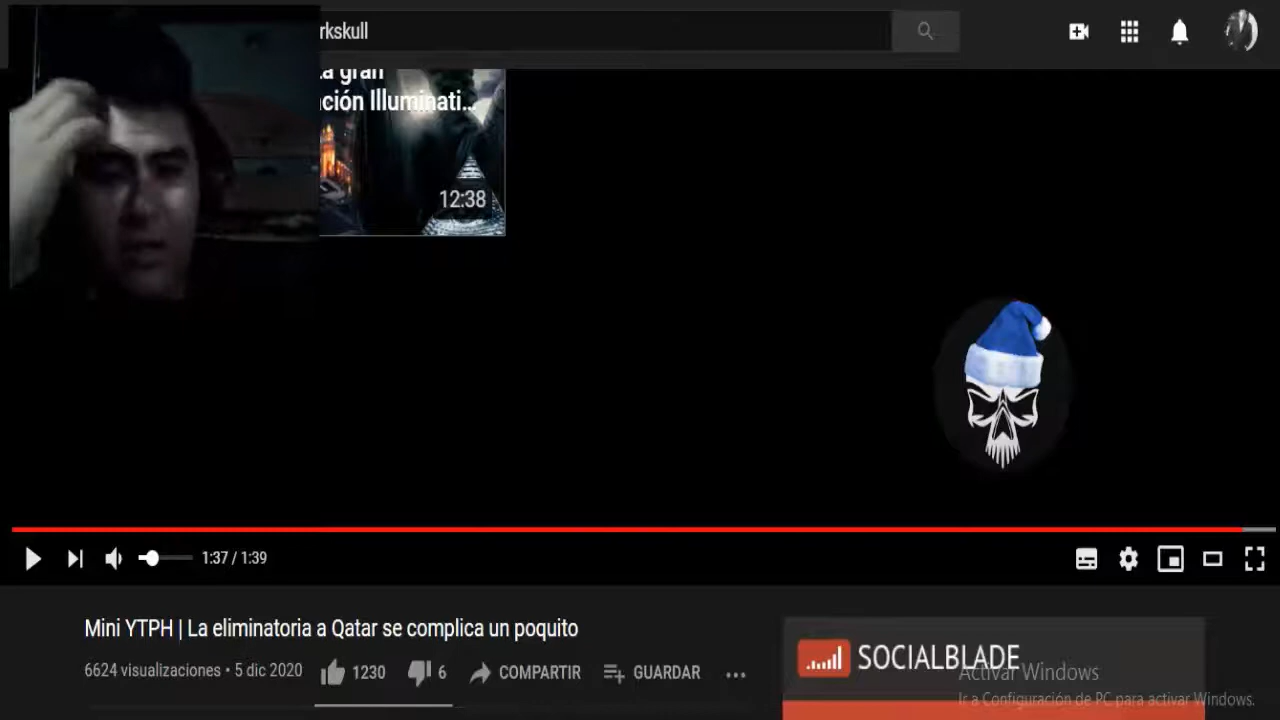 rkskull
a gran
ción Illuminati...
12:38
1:37 / 1:39
Mini YTPH | La eliminatoria a Qatar se complica un poquito
6624 visualizaciones • 5 dic 2020
1230
6
COMPARTIR
GUARDAR
SOCIALBLADE
Activar Windows
Ir a Configuración de PC para activar Windows.